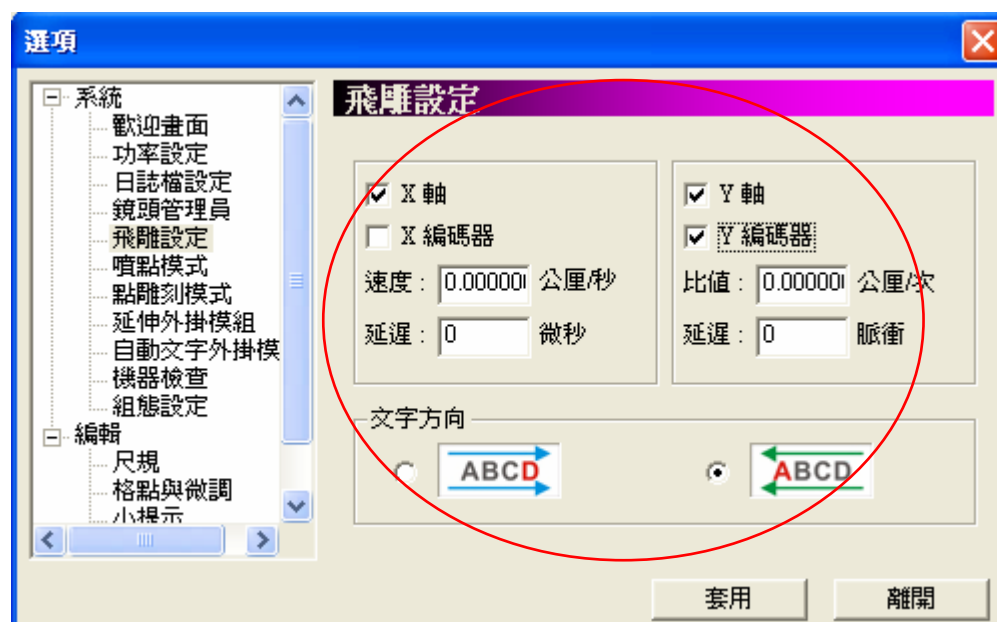 選項
系統
歡迎畫面
功率設定
日誌檔設定
鏡頭管理員
飛雕設定
噴點模式
點雕刻模式
延伸外掛模組
自動文字外掛模
機器檢查
組態設定
編輯
尺規
格點與微調
小提示
飛雕設定
X 軸
X 編碼器
速度 : 0.000000 公厘/秒
延遲 : 0 微秒
Y 軸
Y 編碼器
比值 : 0.000000 公厘/次
延遲 : 0 脈衝
文字方向
ABCD
ABCD
套用
離開